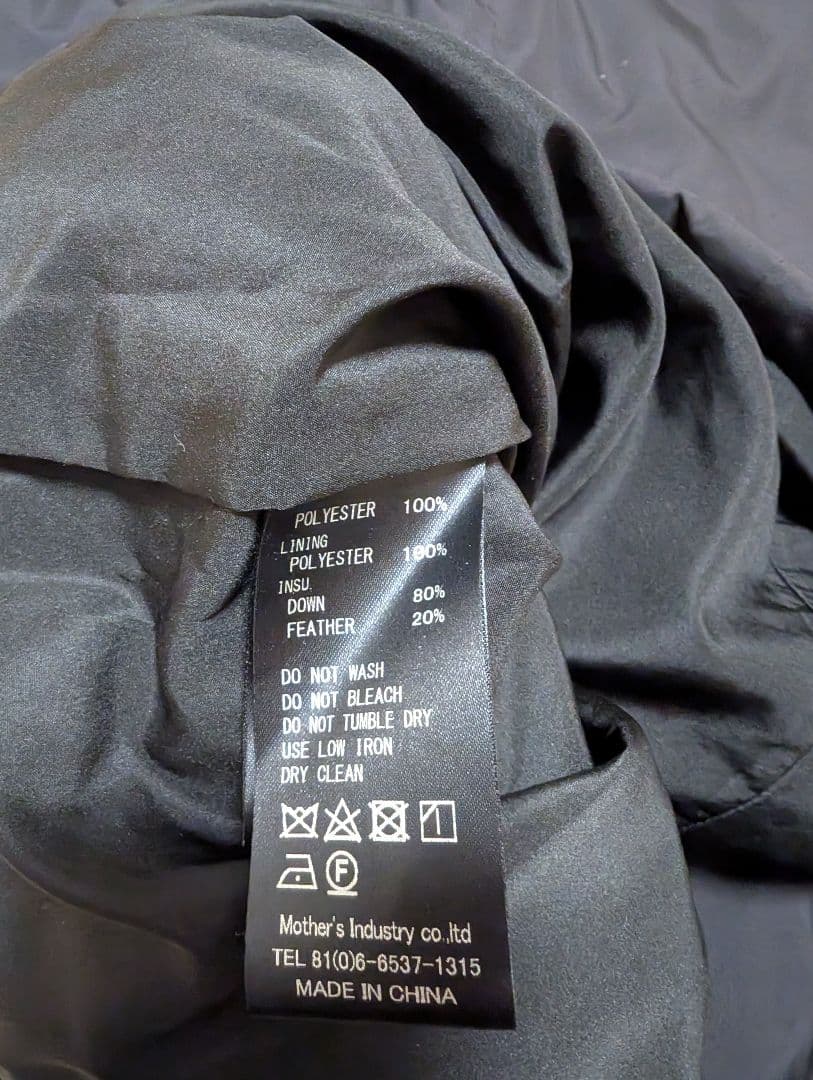 POLYESTER 100%
LINING
POLYESTER 100%
INSU.
DOWN 80%
FEATHER 20%
DO NOT WASH
DO NOT BLEACH
DO NOT TUMBLE DRY
USE LOW IRON
DRY CLEAN
F
Mother's Industry co.,ltd
TEL 81(0)6-6537-1315
MADE IN CHINA